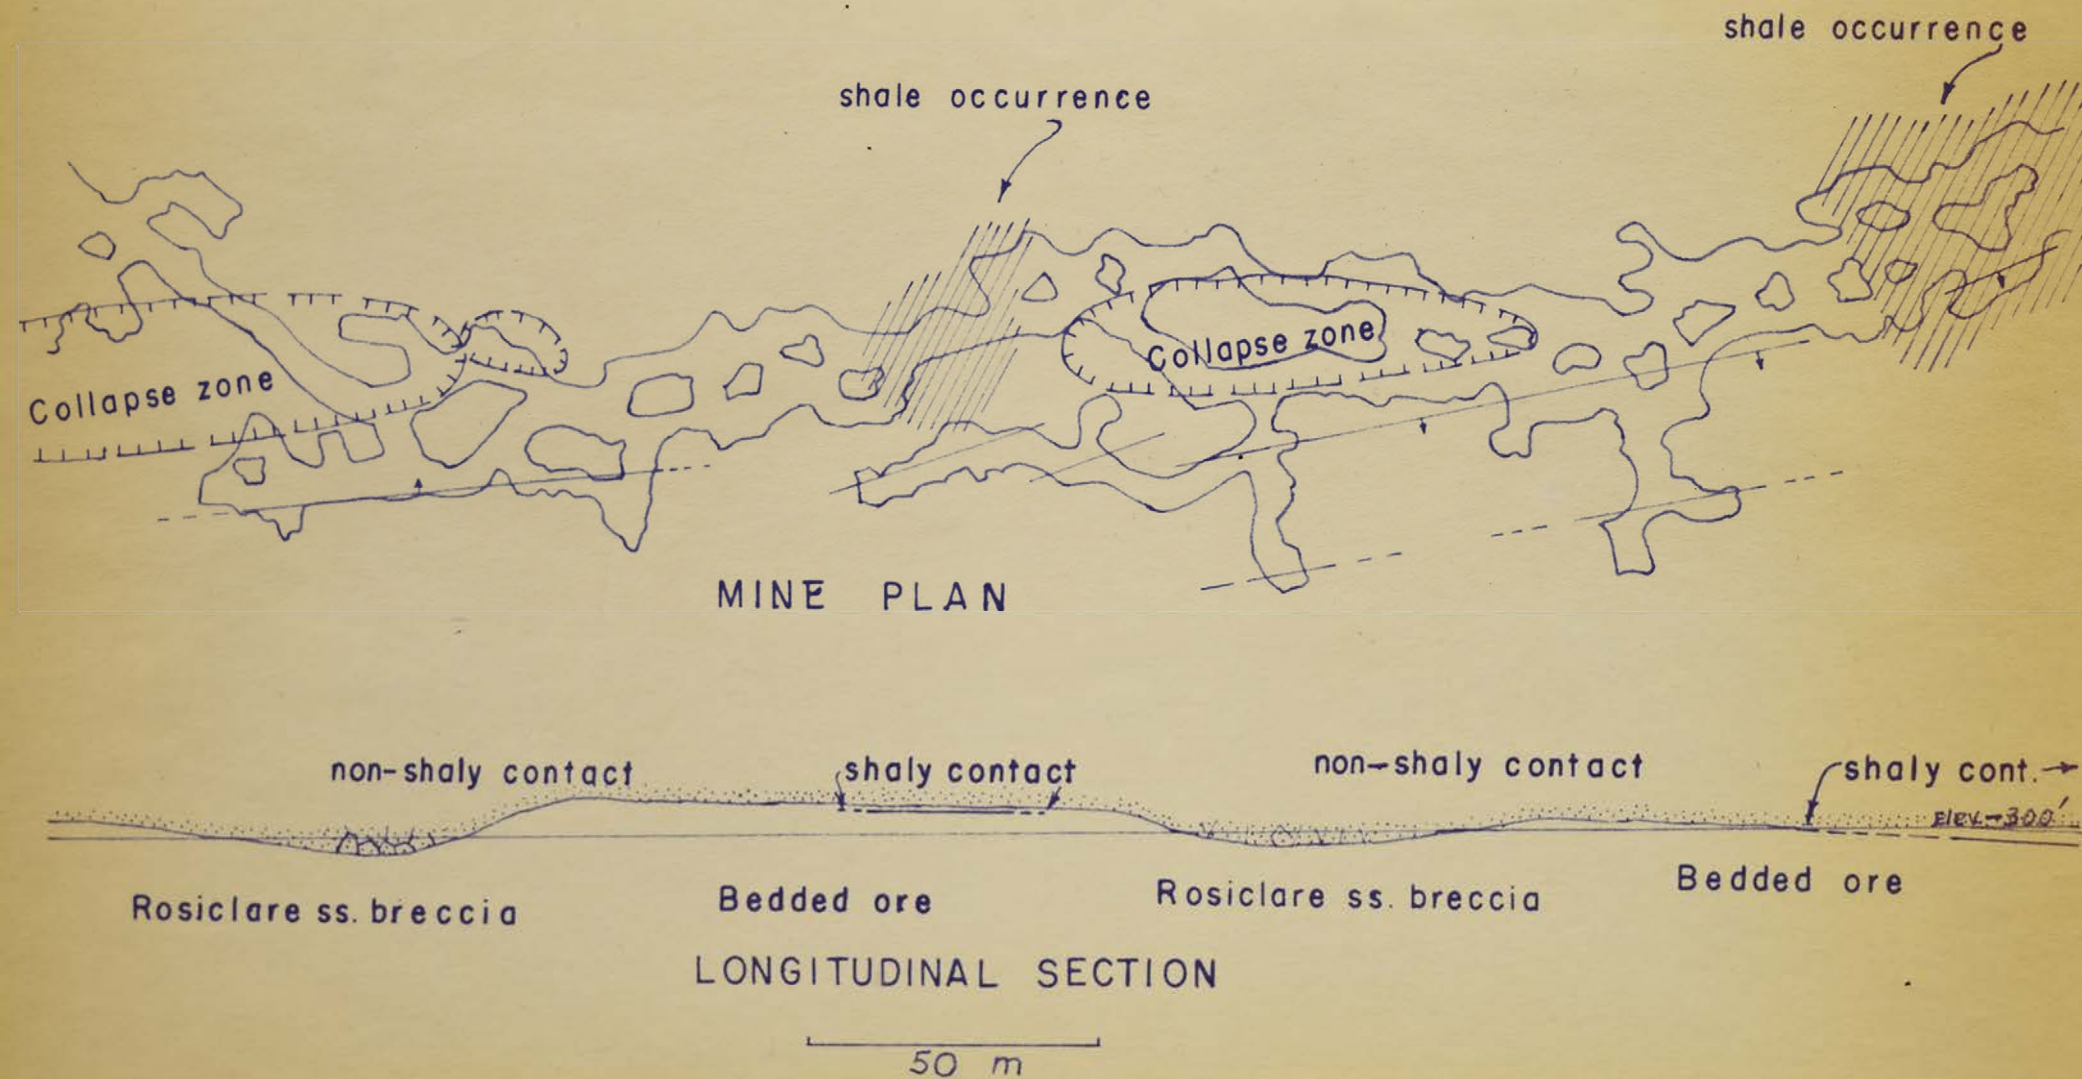 shale occurrence
shale occurrence
Collapse zone
Collapse zone
MINE PLAN
non-shaly contact
shaly contact
non-shaly contact
shaly cont.→
Elev-300'
Rosiclare ss. breccia
Bedded ore
Rosiclare ss. breccia
Bedded ore
LONGITUDINAL SECTION
50 m